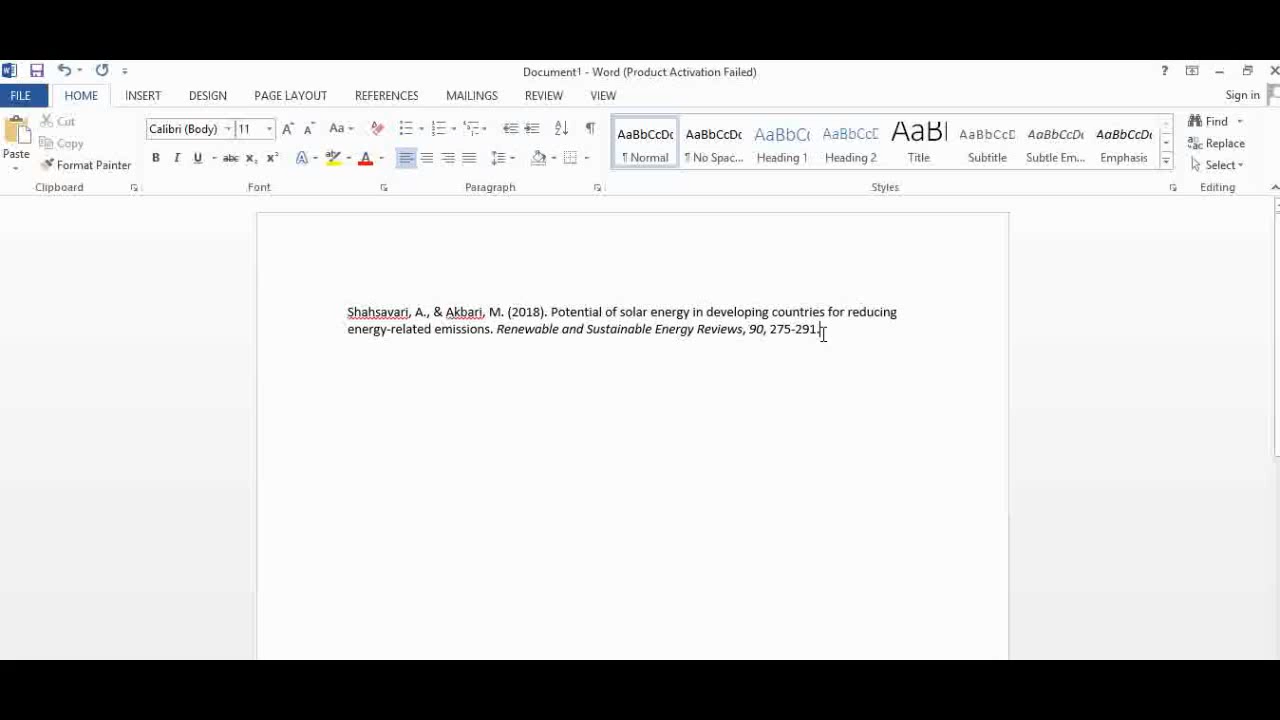 Document1 - Word (Product Activation Failed)
?
FILE HOME INSERT DESIGN PAGE LAYOUT REFERENCES MAILINGS REVIEW VIEW Sign in
Paste
Cut
Copy
Format Painter
Clipboard
Calibri (Body) 11
Font
Paragraph
AaBbCcDc AaBbCcDc AaBbC AaBbCcD AaB AaBbCcD AaBbCcDc AaBbCcDc
¶ Normal ¶ No Spac... Heading 1 Heading 2 Title Subtitle Subtle Em... Emphasis
Styles
Find
Replace
Select
Editing
Shahsavari, A., & Akbari, M. (2018). Potential of solar energy in developing countries for reducing
energy-related emissions. Renewable and Sustainable Energy Reviews, 90, 275-291.